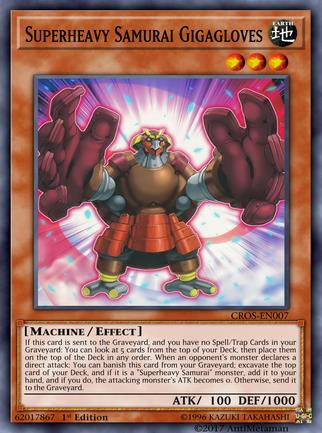 Superheavy Samurai Gigagloves
EARTH
地
CROS-EN007
[Machine / Effect]
If this card is sent to the Graveyard, and you have no Spell/Trap Cards in your
Graveyard: You can look at 5 cards from the top of your Deck, then place them
on the top of the Deck in any order. When an opponent's monster declares a
direct attack: You can banish this card from your Graveyard; excavate the top
card of your Deck, and if it is a "Superheavy Samurai" monster, add it to your
hand, and if you do, the attacking monster's ATK becomes 0. Otherwise, send it
to the Graveyard.
ATK/ 100 DEF/1000
62017867 1st Edition ©1996 KAZUKI TAKAHASHI
©2017 AntiMetaman